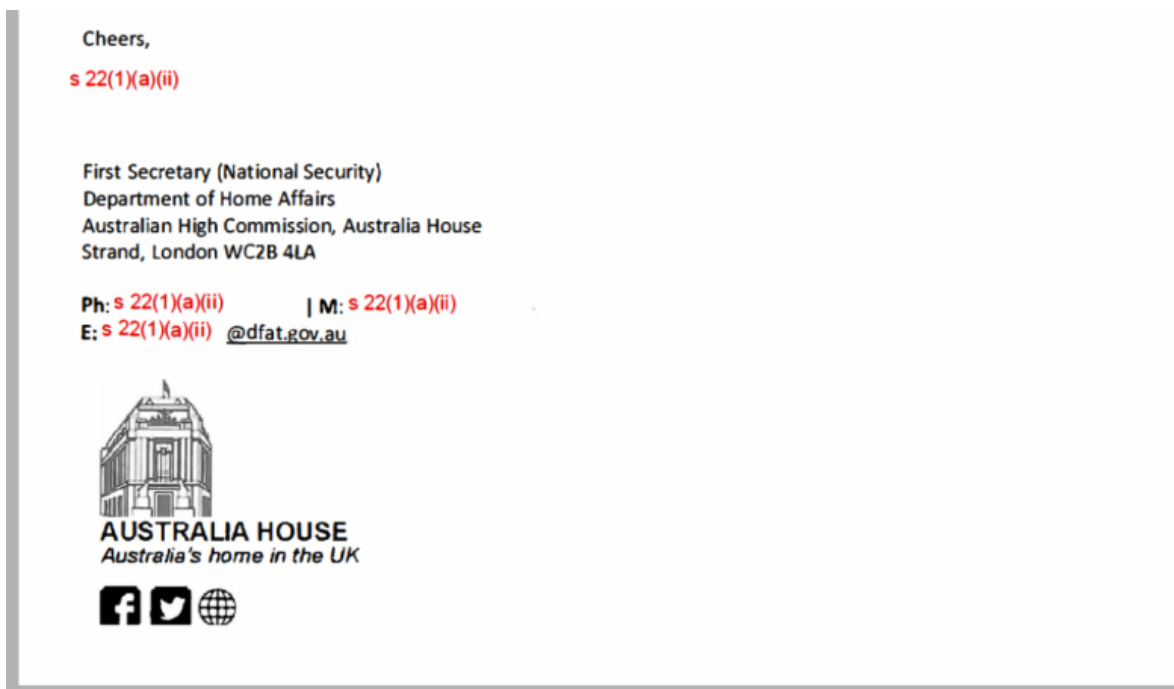 Cheers,
s 22(1)(a)(ii)
First Secretary (National Security)
Department of Home Affairs
Australian High Commission, Australia House
Strand, London WC2B 4LA
Ph: s 22(1)(a)(ii) | M: s 22(1)(a)(ii)
E: s 22(1)(a)(ii) @dfat.gov.au
AUSTRALIA HOUSE
Australia's home in the UK